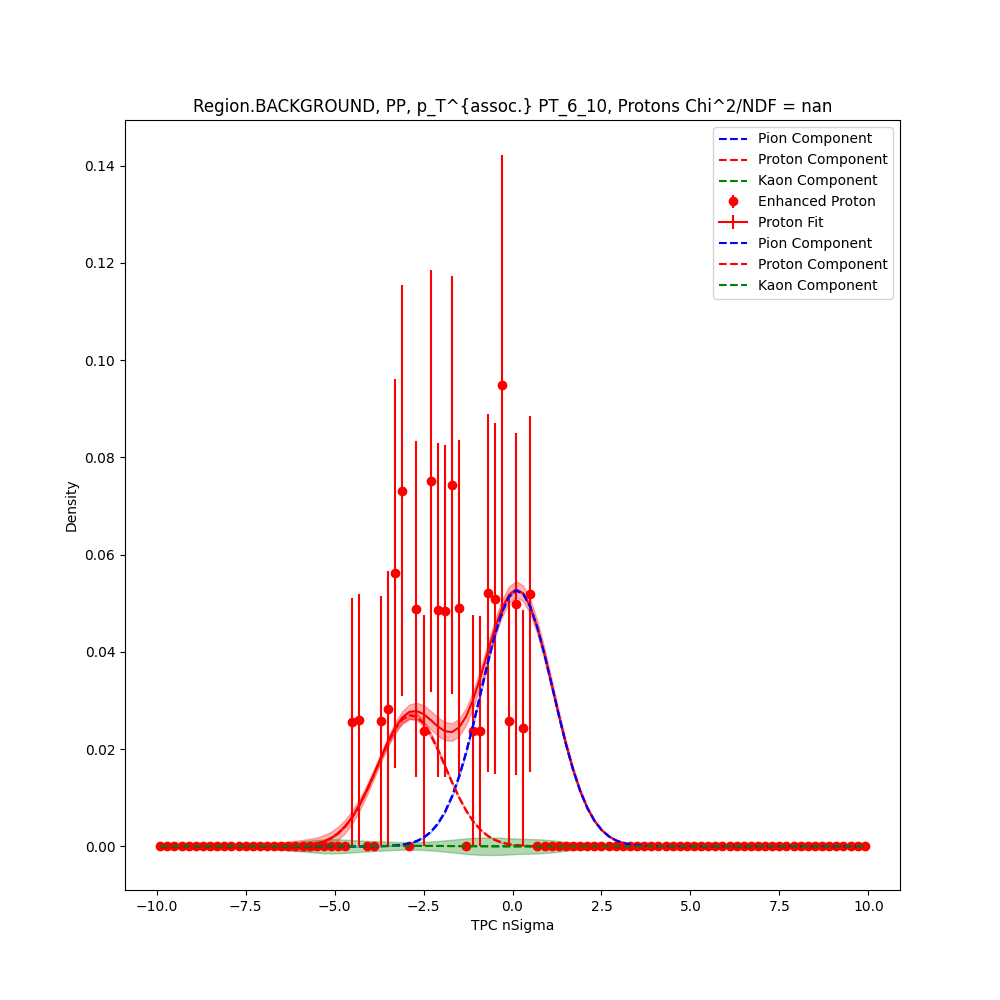 Region.BACKGROUND, PP, p_T^{assoc.} PT_6_10, Protons Chi^2/NDF = nan
Pion Component
Proton Component
Kaon Component
Enhanced Proton
Proton Fit
Pion Component
Proton Component
Kaon Component
0.14
0.12
0.10
0.08
0.06
0.04
0.02
0.00
Density
−10.0 −7.5 −5.0 −2.5 0.0 2.5 5.0 7.5 10.0
TPC nSigma